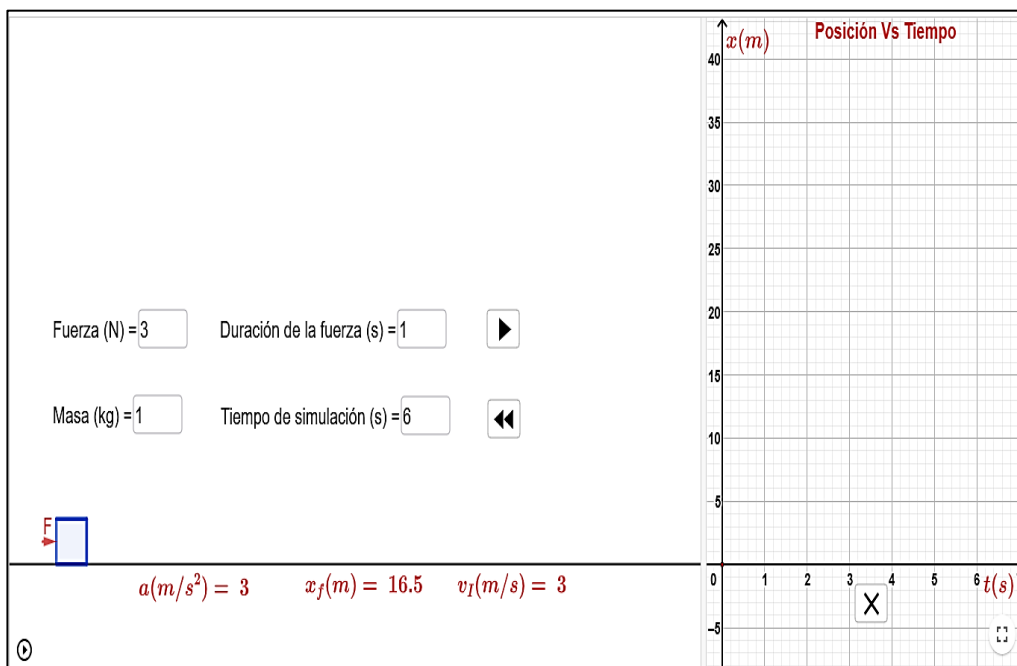 Fuerza (N) = 3 Duración de la fuerza (s) = 1
Masa (kg) = 1 Tiempo de simulación (s) = 6
F
a(m/s²) = 3 x_f(m) = 16.5 v_I(m/s) = 3
Posición Vs Tiempo
x(m)
40
35
30
25
20
15
10
5
0 1 2 3 4 5 6 t(s)
X
–5